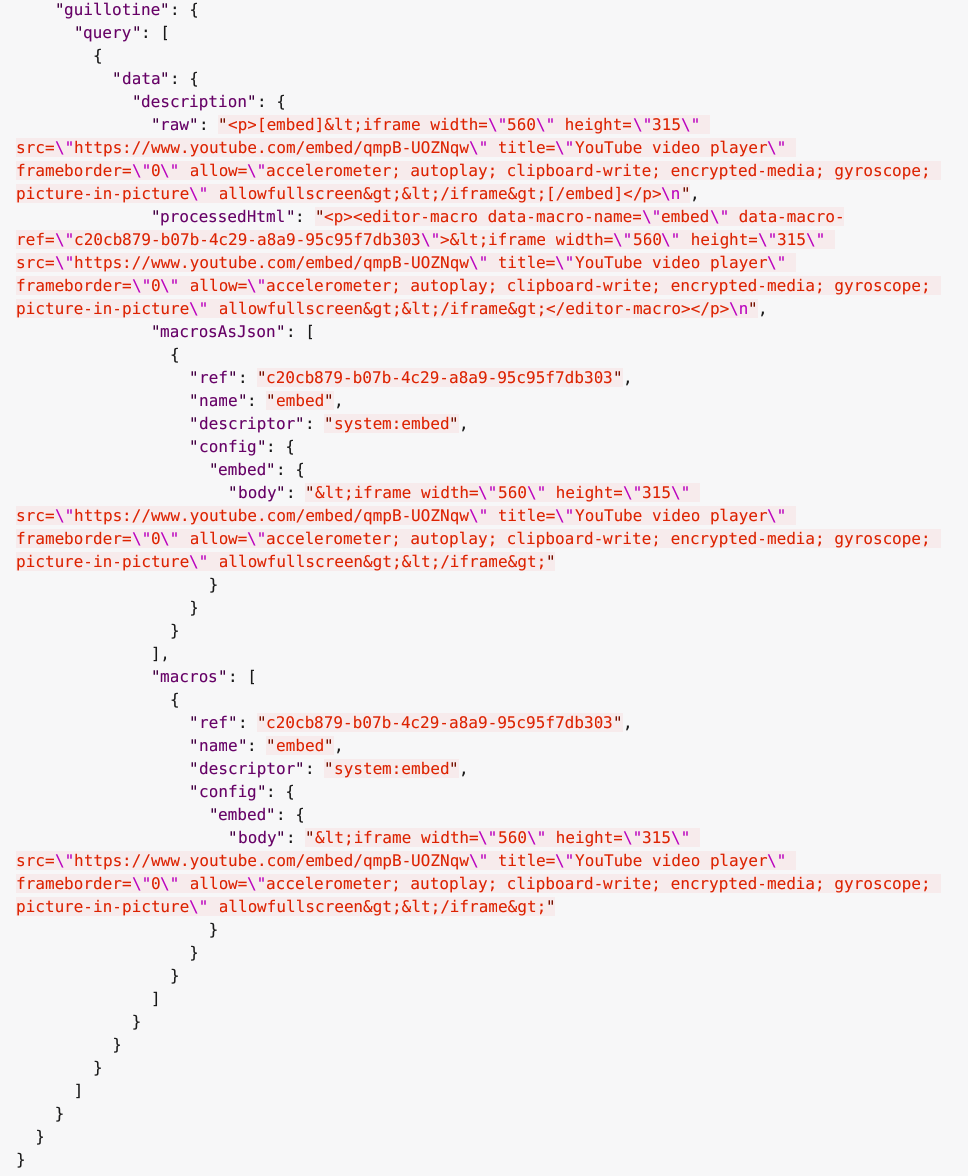 "guillotine": {
"query": [
{
"data": {
"description": {
"raw": "<p>[embed]&lt;iframe width=\"560\" height=\"315\"
src=\"https://www.youtube.com/embed/qmpB-UOZNqw\" title=\"YouTube video player\"
frameborder=\"0\" allow=\"accelerometer; autoplay; clipboard-write; encrypted-media; gyroscope;
picture-in-picture\" allowfullscreen&gt;&lt;/iframe&gt;[/embed]</p>\n",
"processedHtml": "<p><editor-macro data-macro-name=\"embed\" data-macro-
ref=\"c20cb879-b07b-4c29-a8a9-95c95f7db303\">&lt;iframe width=\"560\" height=\"315\"
src=\"https://www.youtube.com/embed/qmpB-UOZNqw\" title=\"YouTube video player\"
frameborder=\"0\" allow=\"accelerometer; autoplay; clipboard-write; encrypted-media; gyroscope;
picture-in-picture\" allowfullscreen&gt;&lt;/iframe&gt;</editor-macro></p>\n",
"macrosAsJson": [
{
"ref": "c20cb879-b07b-4c29-a8a9-95c95f7db303",
"name": "embed",
"descriptor": "system:embed",
"config": {
"embed": {
"body": "&lt;iframe width=\"560\" height=\"315\"
src=\"https://www.youtube.com/embed/qmpB-UOZNqw\" title=\"YouTube video player\"
frameborder=\"0\" allow=\"accelerometer; autoplay; clipboard-write; encrypted-media; gyroscope;
picture-in-picture\" allowfullscreen&gt;&lt;/iframe&gt;"
}
}
}
],
"macros": [
{
"ref": "c20cb879-b07b-4c29-a8a9-95c95f7db303",
"name": "embed",
"descriptor": "system:embed",
"config": {
"embed": {
"body": "&lt;iframe width=\"560\" height=\"315\"
src=\"https://www.youtube.com/embed/qmpB-UOZNqw\" title=\"YouTube video player\"
frameborder=\"0\" allow=\"accelerometer; autoplay; clipboard-write; encrypted-media; gyroscope;
picture-in-picture\" allowfullscreen&gt;&lt;/iframe&gt;"
}
}
}
]
}
}
}
]
}
}
}